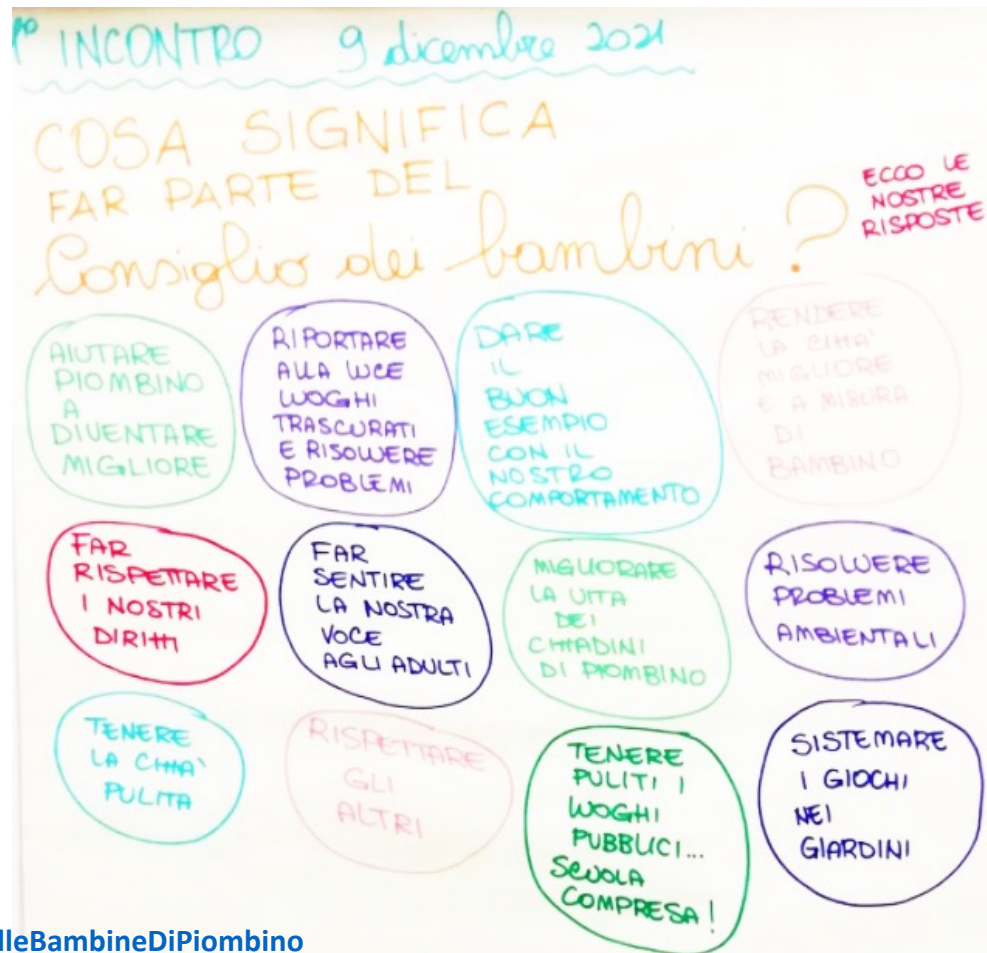 1° INCONTRO 9 dicembre 2021
COSA SIGNIFICA
FAR PARTE DEL
Consiglio dei bambini ?
ECCO LE
NOSTRE
RISPOSTE
AIUTARE
PIOMBINO
A
DIVENTARE
MIGLIORE
RIPORTARE
ALLA LUCE
LUOGHI
TRASCURATI
E RISOLVERE
PROBLEMI
DARE
IL
BUON
ESEMPIO
CON IL
NOSTRO
COMPORTAMENTO
RENDERE
LA CITTA'
MIGLIORE
E A MISURA
DI
BAMBINO
FAR
RISPETTARE
I NOSTRI
DIRITTI
FAR
SENTIRE
LA NOSTRA
VOCE
AGLI ADULTI
MIGLIORARE
LA VITA
DEI
CITTADINI
DI PIOMBINO
RISOLVERE
PROBLEMI
AMBIENTALI
TENERE
LA CITTA'
PULITA
RISPETTARE
GLI
ALTRI
TENERE
PULITI I
LUOGHI
PUBBLICI...
SCUOLA
COMPRESA!
SISTEMARE
I GIOCHI
NEI
GIARDINI
lleBambineDiPiombino